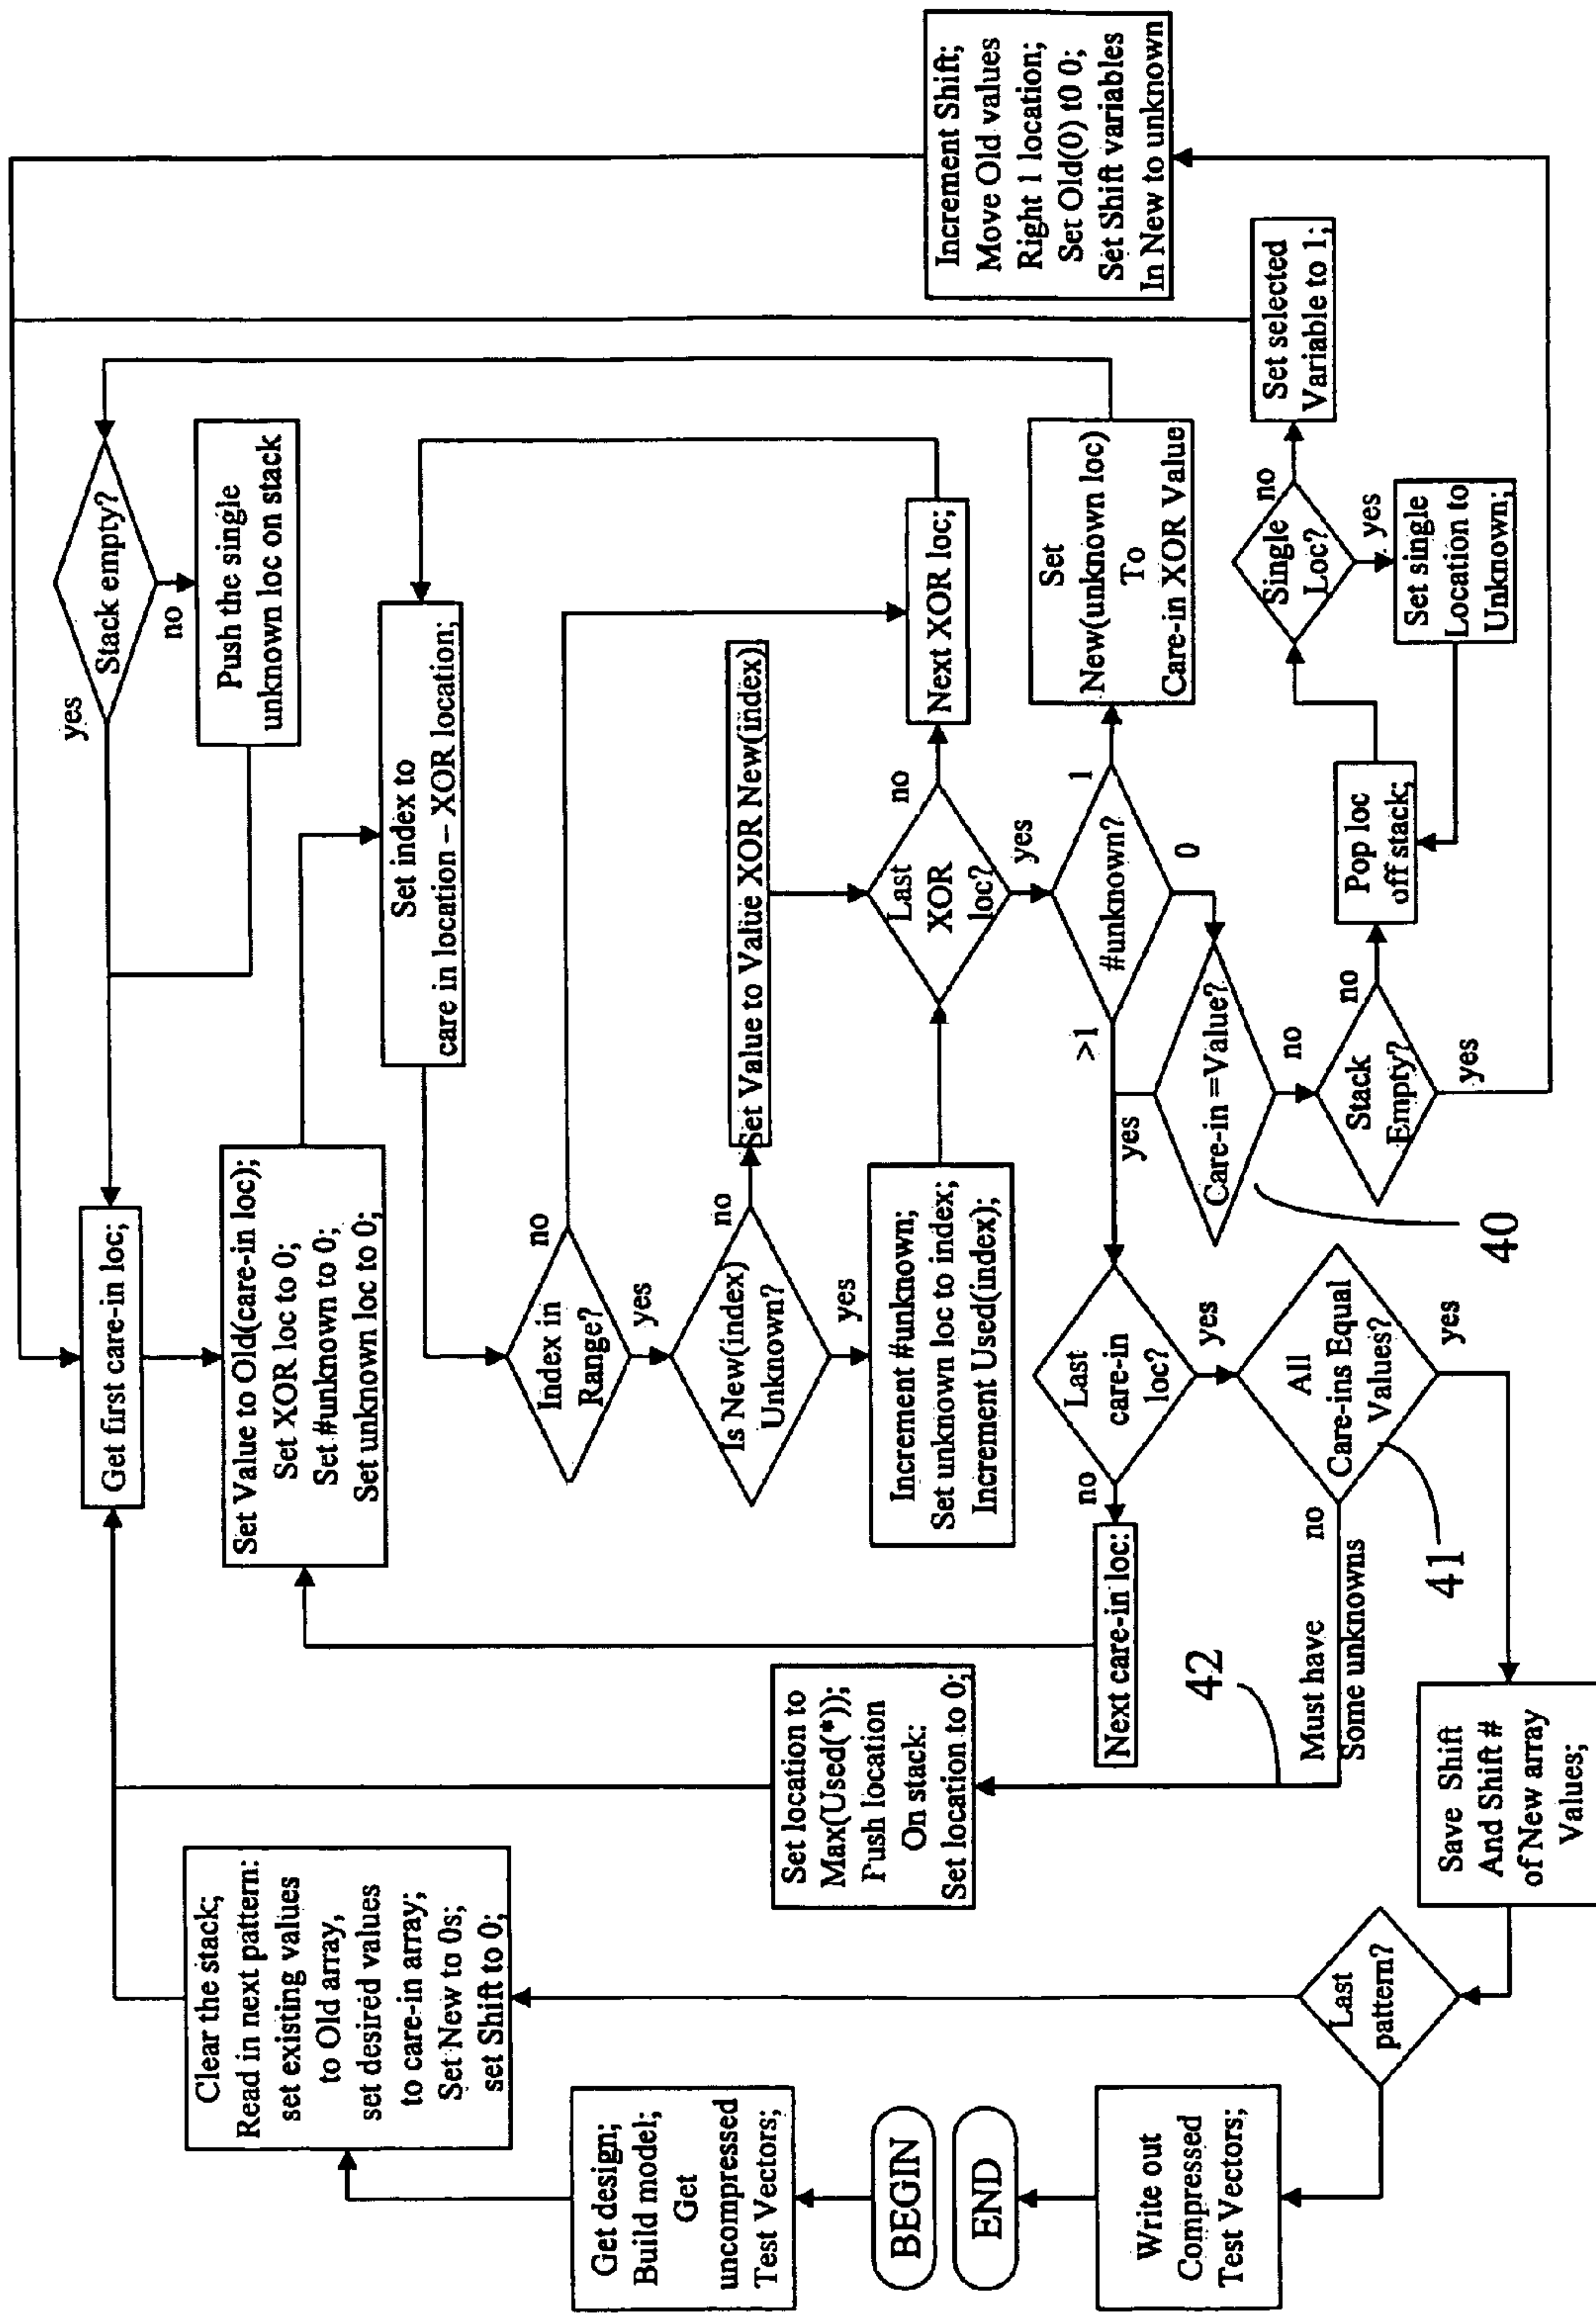 Get first care-in loc;
Set Value to Old(care-in loc);
Set XOR loc to 0;
Set #unknown to 0;
Set unknown loc to 0;
yes
Stack empty?
no
Push the single
unknown loc on stack
Set index to
care in location – XOR location;
Index in
Range?
no
yes
Is New(index)
Unknown?
no
yes
Set Value to Value XOR New(index)
Increment #unknown;
Set unknown loc to index;
Increment Used(index);
Last
XOR
loc?
no
yes
Next XOR loc;
#unknown?
>1
1
0
Set
New(unknown loc)
To
Care-in XOR Value
Care-in =Value?
yes
no
40
Stack
Empty?
no
yes
Pop loc
off stack;
Single
Loc?
no
yes
Set single
Location to
Unknown;
Set selected
Variable to 1;
Increment Shift;
Move Old values
Right 1 location;
Set Old(0) t0 0;
Set Shift variables
In New to unknown
Last
care-in
loc?
no
yes
Next care-in loc:
All
Care-ins Equal
Values?
no
yes
41
Must have
Some unknowns
42
Set location to
Max(Used(*));
Push location
On stack:
Set location to 0;
Save Shift
And Shift #
of New array
Values;
Last
pattern?
Clear the stack;
Read in next pattern:
set existing values
to Old array,
set desired values
to care-in array;
Set New to 0s;
set Shift to 0;
Get design;
Build model;
Get
uncompressed
Test Vectors;
BEGIN
END
Write out
Compressed
Test Vectors;